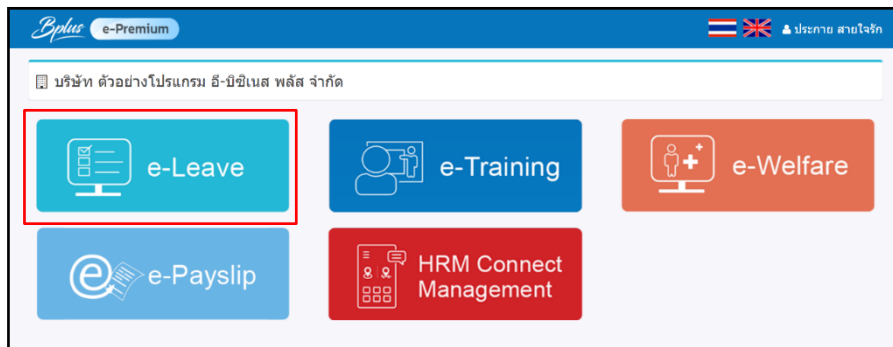 Bplus e-Premium
ประกาย สายใจรัก
บริษัท ตัวอย่างโปรแกรม อี-บิซิเนส พลัส จำกัด
e-Leave
e-Training
e-Welfare
e-Payslip
HRM Connect
Management